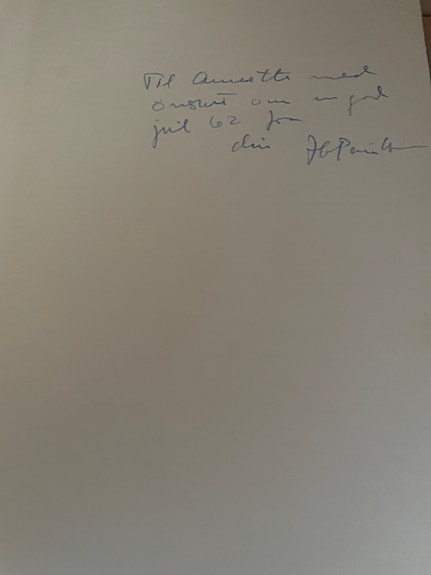 Til Annette med
ønsket om en god
jul 62 fra
din